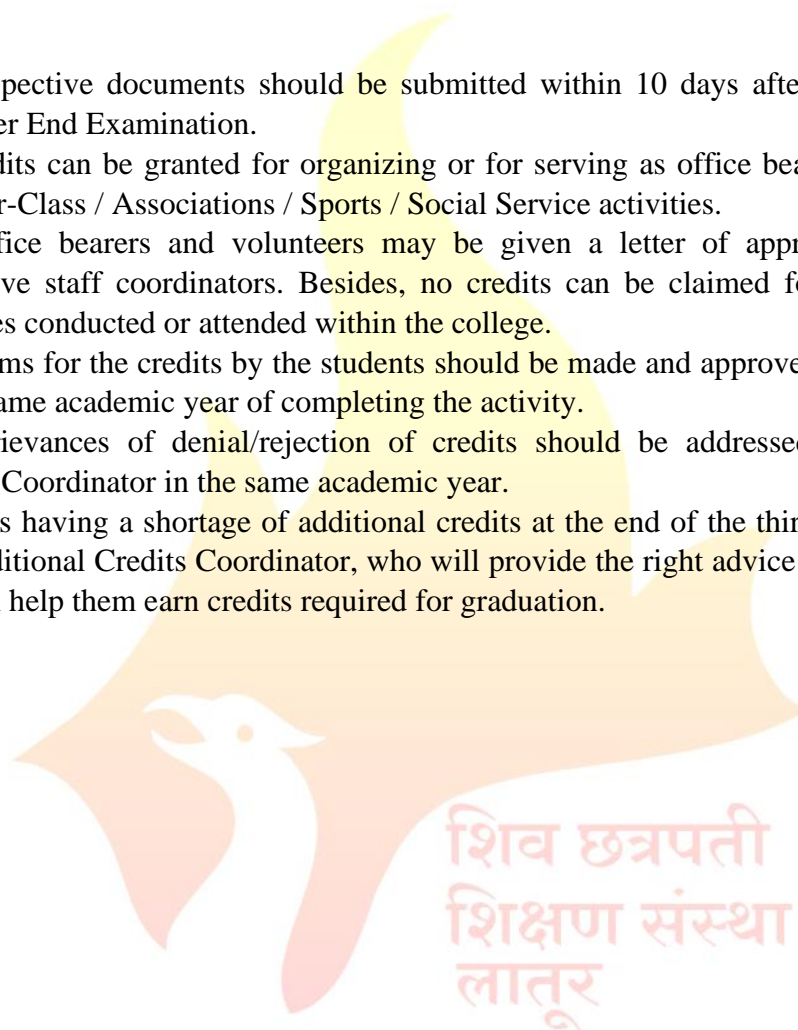 pective documents should be submitted within 10 days afte
er End Examination.
dits can be granted for organizing or for serving as office bea
r-Class / Associations / Sports / Social Service activities.
fice bearers and volunteers may be given a letter of appr
ve staff coordinators. Besides, no credits can be claimed fo
es conducted or attended within the college.
ms for the credits by the students should be made and approve
ame academic year of completing the activity.
ievances of denial/rejection of credits should be addressed
Coordinator in the same academic year.
s having a shortage of additional credits at the end of the thir
ditional Credits Coordinator, who will provide the right advice
help them earn credits required for graduation.
शिव छत्रपती
शिक्षण संस्था
लातूर